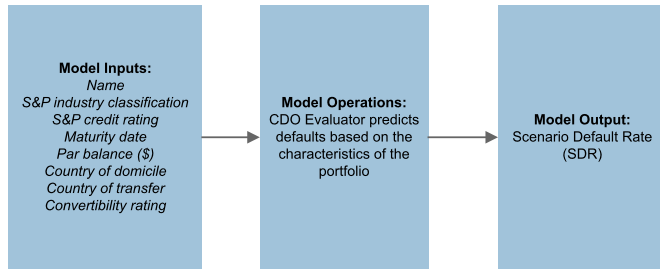 Model Inputs:
Name
S&P industry classification
S&P credit rating
Maturity date
Par balance ($)
Country of domicile
Country of transfer
Convertibility rating
Model Operations:
CDO Evaluator predicts
defaults based on the
characteristics of the
portfolio
Model Output:
Scenario Default Rate
(SDR)